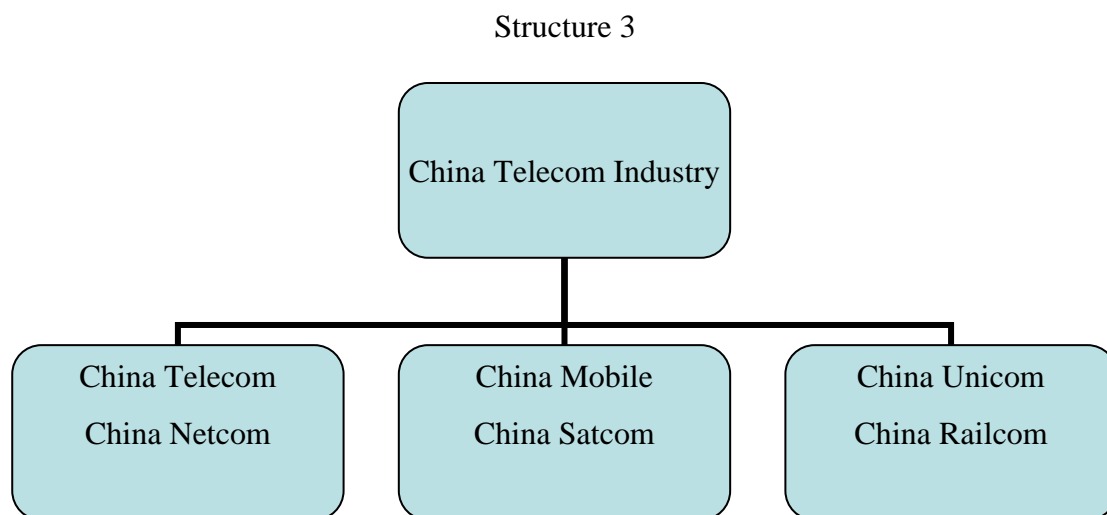 Structure 3
China Telecom Industry
China Telecom
China Netcom
China Mobile
China Satcom
China Unicom
China Railcom